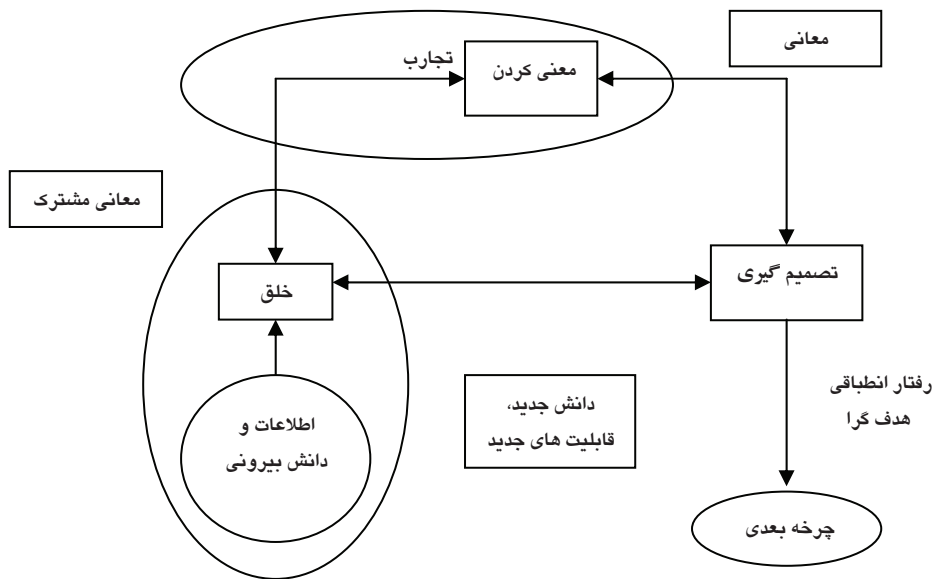 معانی
تجارب
معنی کردن
معانی مشترک
تصمیم گیری
خلق
رفتار انطباقی
هدف گرا
دانش جدید،
قابلیت های جدید
اطلاعات و
دانش بیرونی
چرخه بعدی